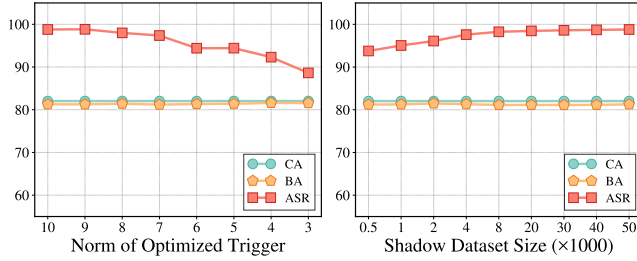 100
90
80
70
60
CA
BA
ASR
10 9 8 7 6 5 4 3
Norm of Optimized Trigger
100
90
80
70
60
CA
BA
ASR
0.5 1 2 4 8 20 30 40 50
Shadow Dataset Size (×1000)